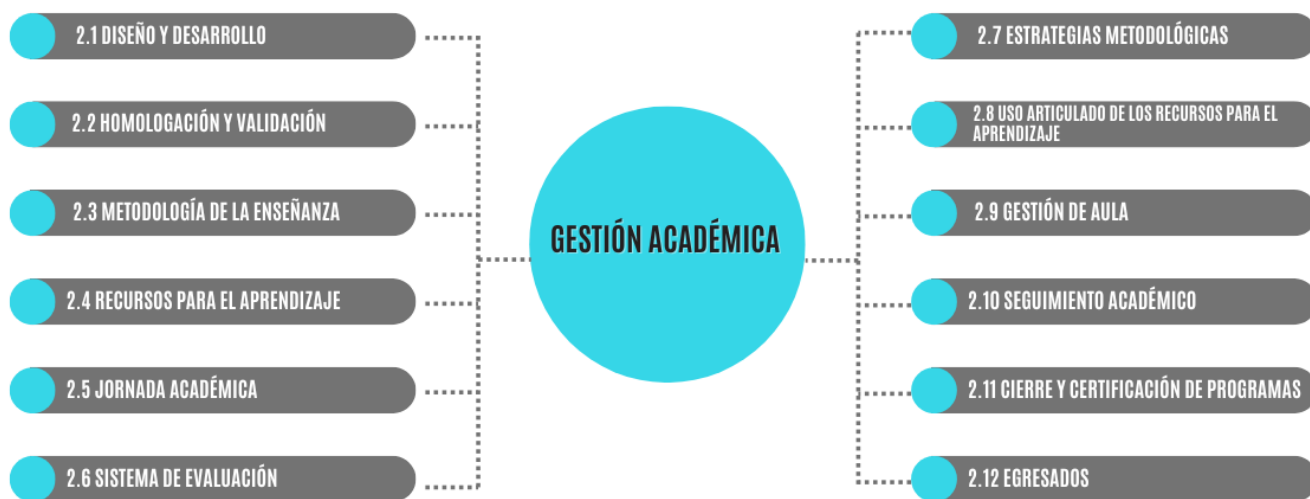 2.1 DISEÑO Y DESARROLLO
2.2 HOMOLOGACIÓN Y VALIDACIÓN
2.3 METODOLOGÍA DE LA ENSEÑANZA
2.4 RECURSOS PARA EL APRENDIZAJE
2.5 JORNADA ACADÉMICA
2.6 SISTEMA DE EVALUACIÓN
GESTIÓN ACADÉMICA
2.7 ESTRATEGIAS METODOLÓGICAS
2.8 USO ARTICULADO DE LOS RECURSOS PARA EL
APRENDIZAJE
2.9 GESTIÓN DE AULA
2.10 SEGUIMIENTO ACADÉMICO
2.11 CIERRE Y CERTIFICACIÓN DE PROGRAMAS
2.12 EGRESADOS